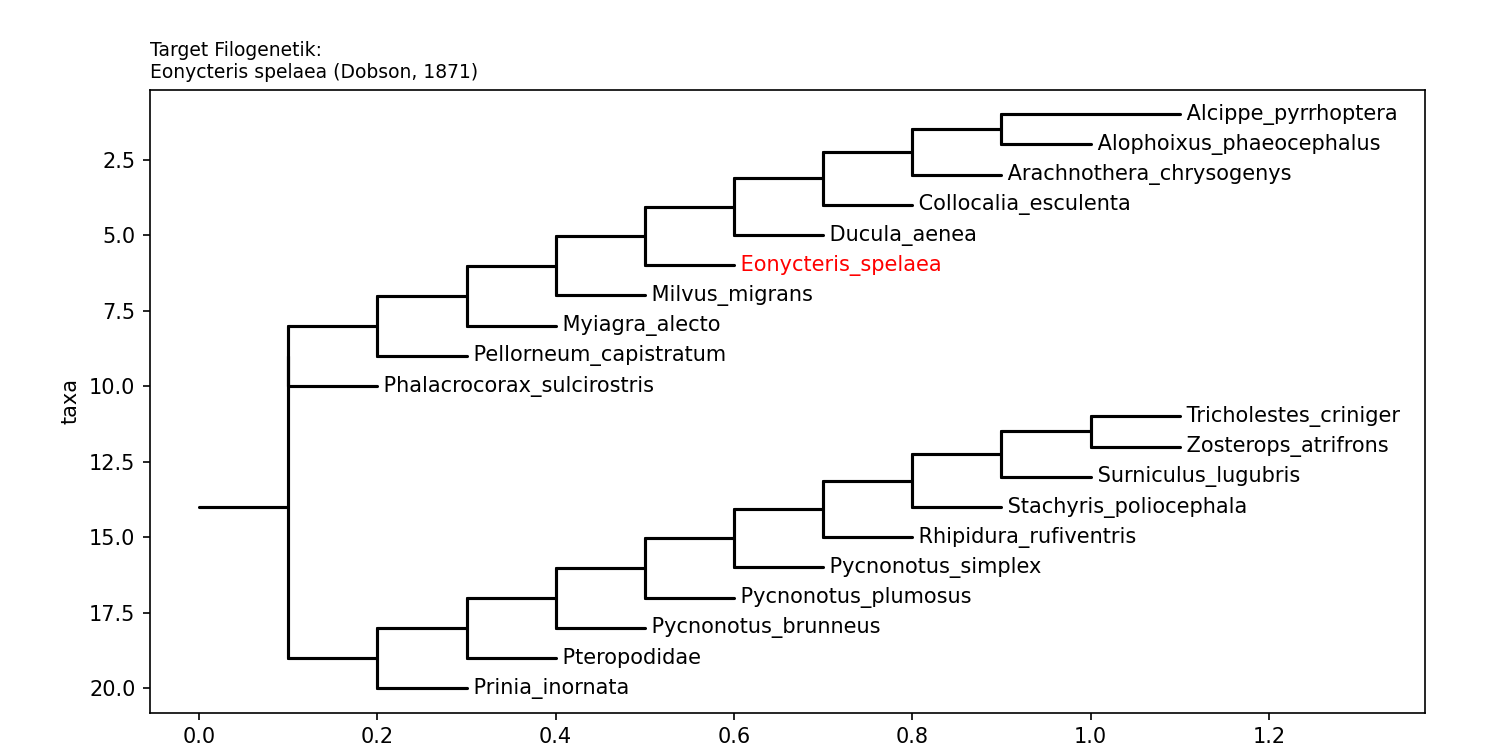 Target Filogenetik:
Eonycteris spelaea (Dobson, 1871)
Alcippe_pyrrhoptera
Alophoixus_phaeocephalus
2.5
Arachnothera_chrysogenys
Collocalia_esculenta
5.0
Ducula_aenea
Eonycteris_spelaea
Milvus_migrans
7.5
Myiagra_alecto
Pellorneum_capistratum
taxa
10.0
Phalacrocorax_sulcirostris
Tricholestes_criniger
Zosterops_atrifrons
12.5
Surniculus_lugubris
Stachyris_poliocephala
15.0
Rhipidura_rufiventris
Pycnonotus_simplex
Pycnonotus_plumosus
17.5
Pycnonotus_brunneus
Pteropodidae
20.0
Prinia_inornata
0.0 0.2 0.4 0.6 0.8 1.0 1.2